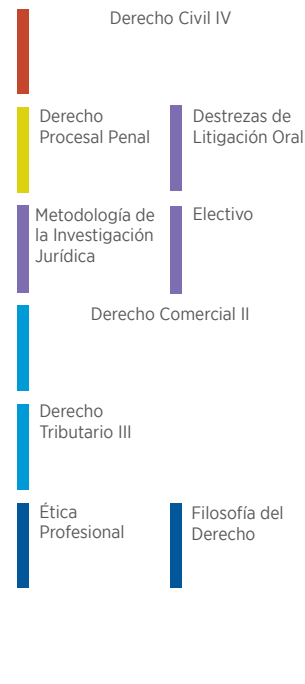 Derecho Civil IV
Derecho
Procesal Penal
Destrezas de
Litigación Oral
Metodología de
la Investigación
Jurídica
Electivo
Derecho Comercial II
Derecho
Tributario III
Ética
Profesional
Filosofía del
Derecho